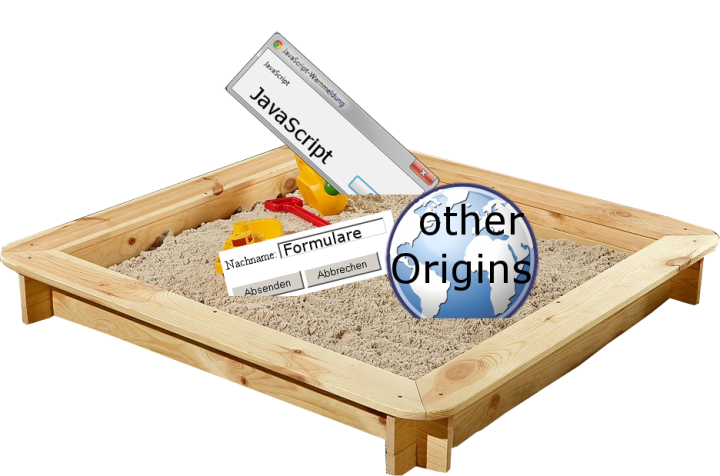 JavaScript-Warnmeldung
JavaScript
JavaScript
other
Origins
Nachname: Formulare
Absenden Abbrechen